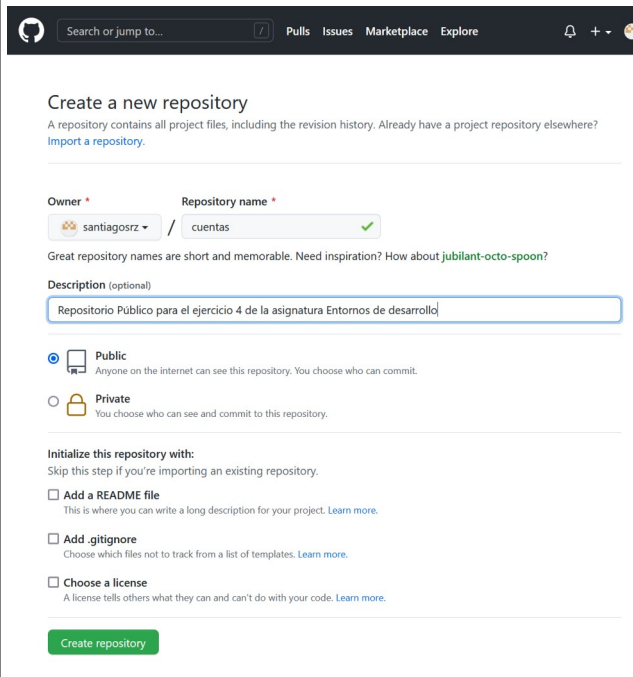 Search or jump to... / Pulls Issues Marketplace Explore
Create a new repository
A repository contains all project files, including the revision history. Already have a project repository elsewhere?
Import a repository.
Owner * Repository name *
santiagosrz / cuentas
Great repository names are short and memorable. Need inspiration? How about jubilant-octo-spoon?
Description (optional)
Repositorio Público para el ejercicio 4 de la asignatura Entornos de desarrollo
Public
Anyone on the internet can see this repository. You choose who can commit.
Private
You choose who can see and commit to this repository.
Initialize this repository with:
Skip this step if you're importing an existing repository.
Add a README file
This is where you can write a long description for your project. Learn more.
Add .gitignore
Choose which files not to track from a list of templates. Learn more.
Choose a license
A license tells others what they can and can't do with your code. Learn more.
Create repository